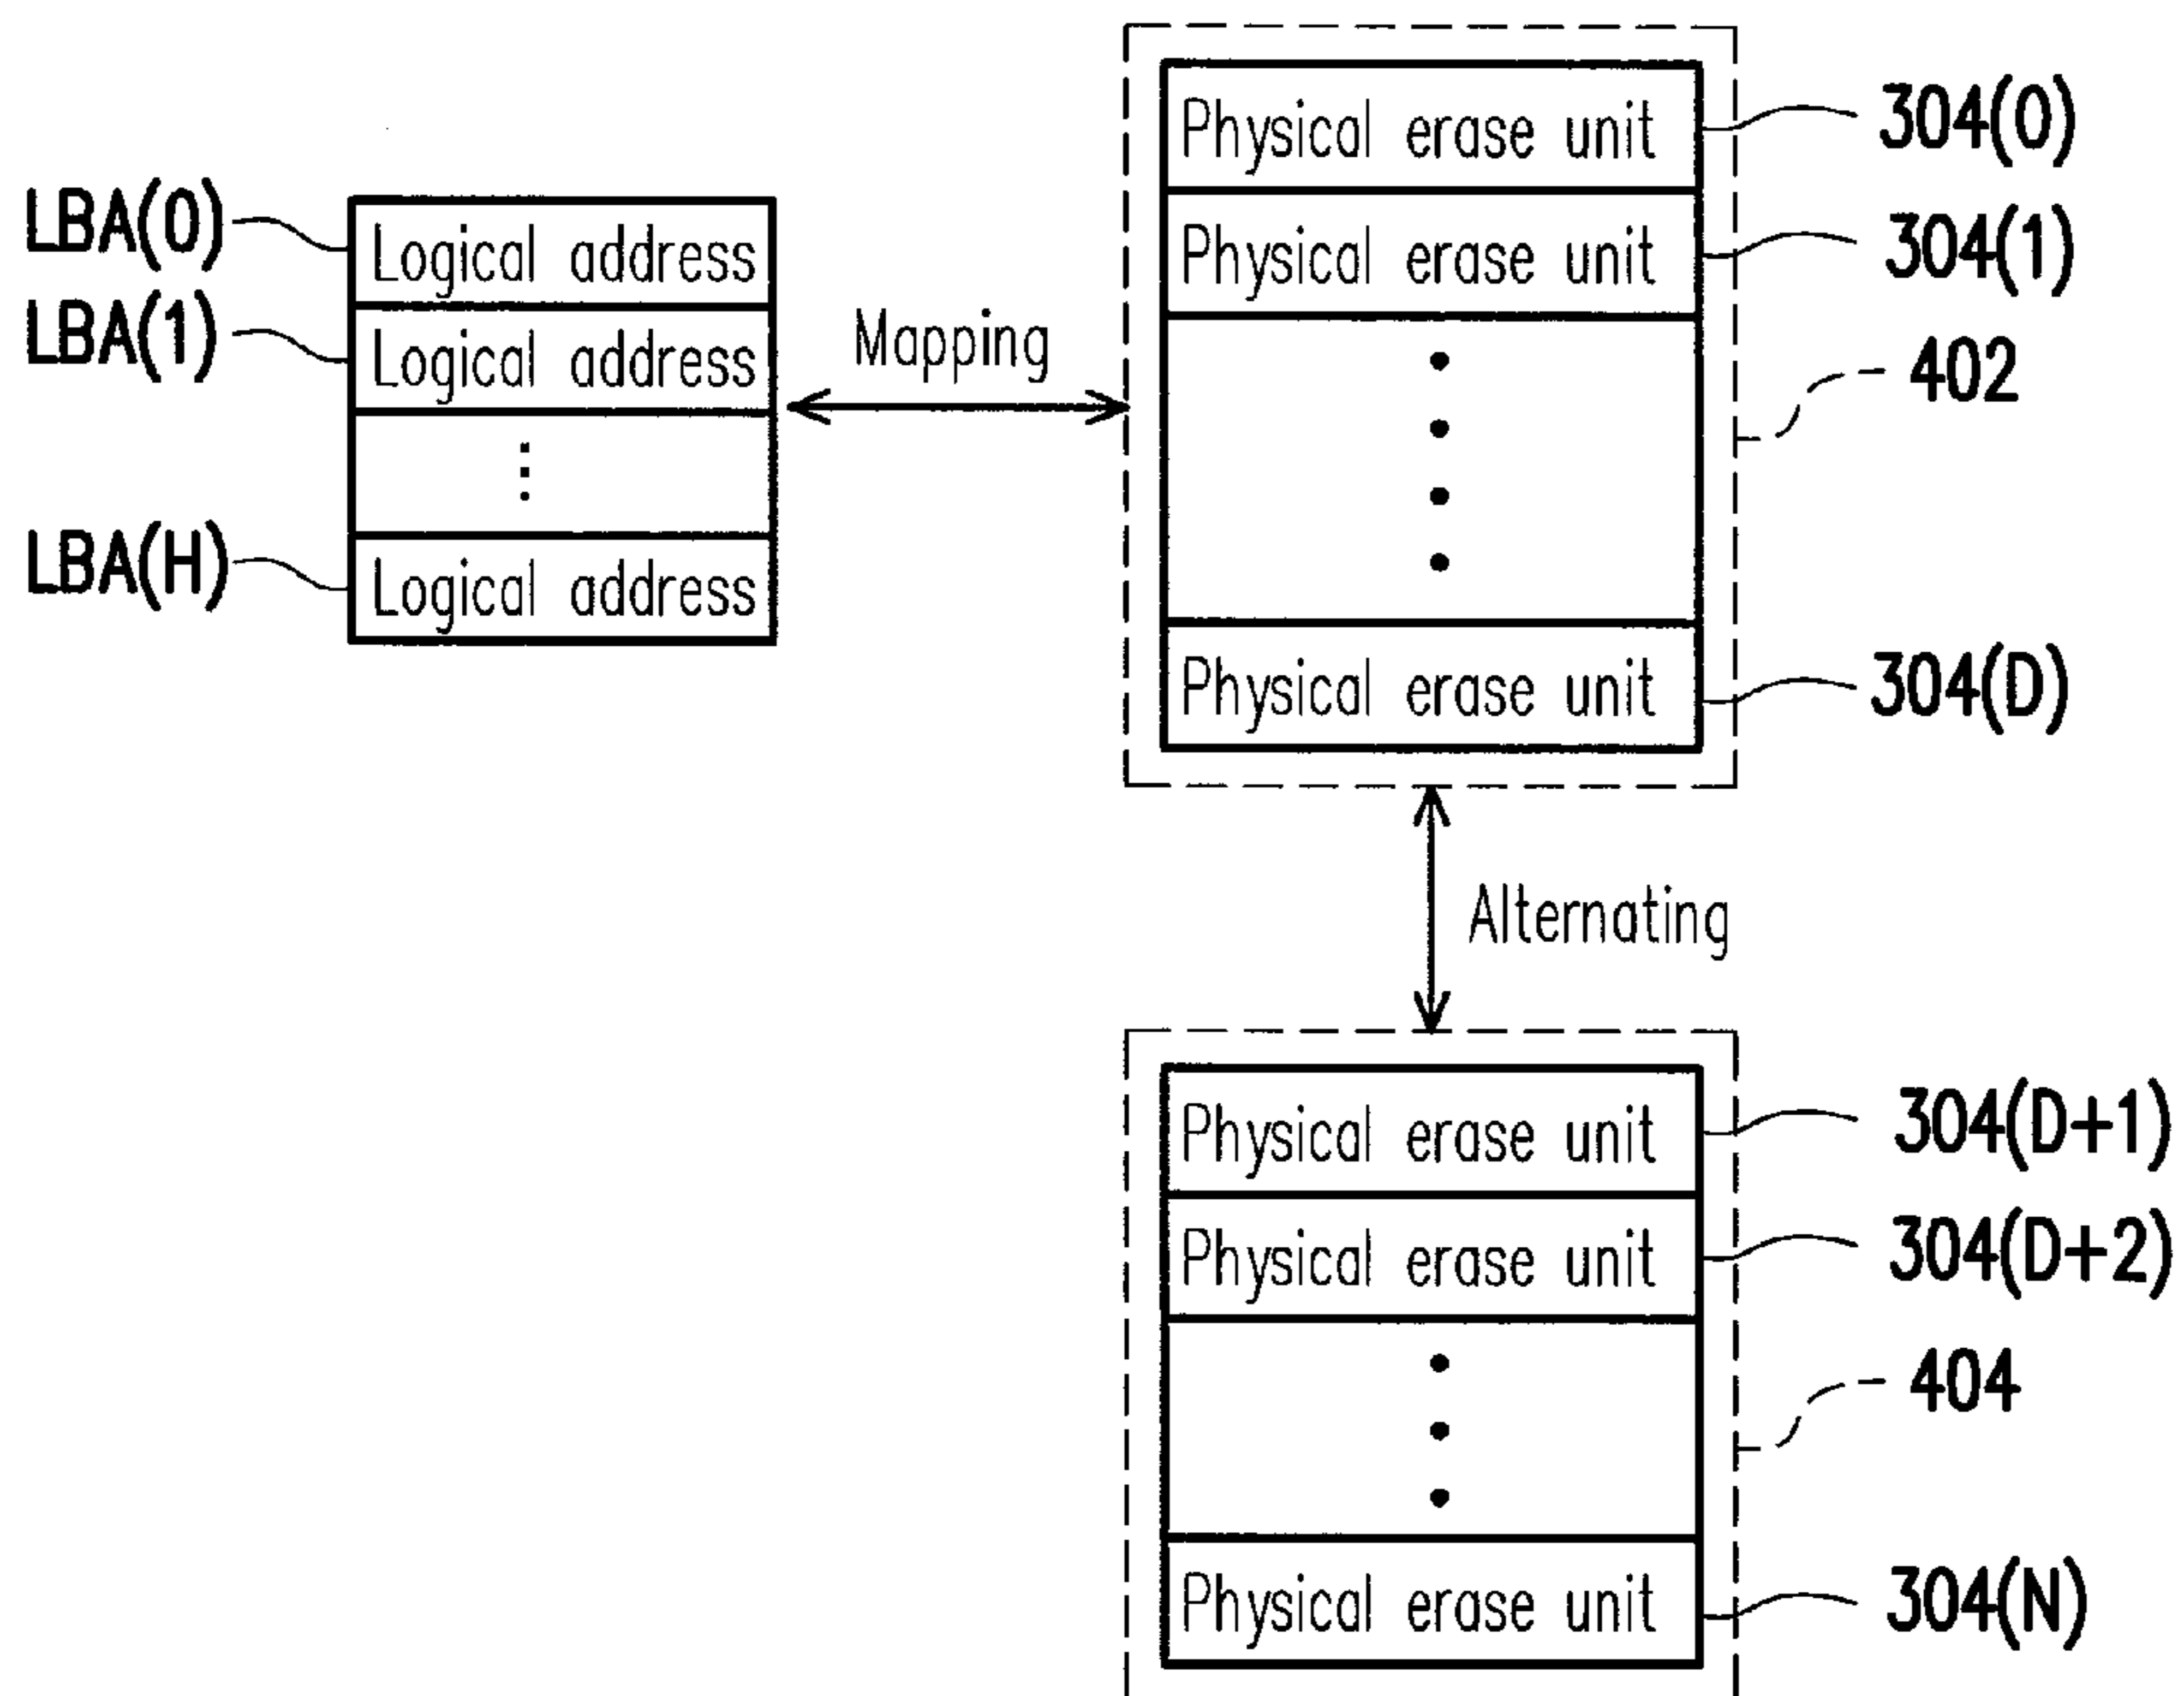 LBA(0)
Logical address
LBA(1)
Logical address
LBA(H)
Logical address
Mapping
Physical erase unit
304(0)
Physical erase unit
304(1)
402
Physical erase unit
304(D)
Alternating
Physical erase unit
304(D+1)
Physical erase unit
304(D+2)
404
Physical erase unit
304(N)